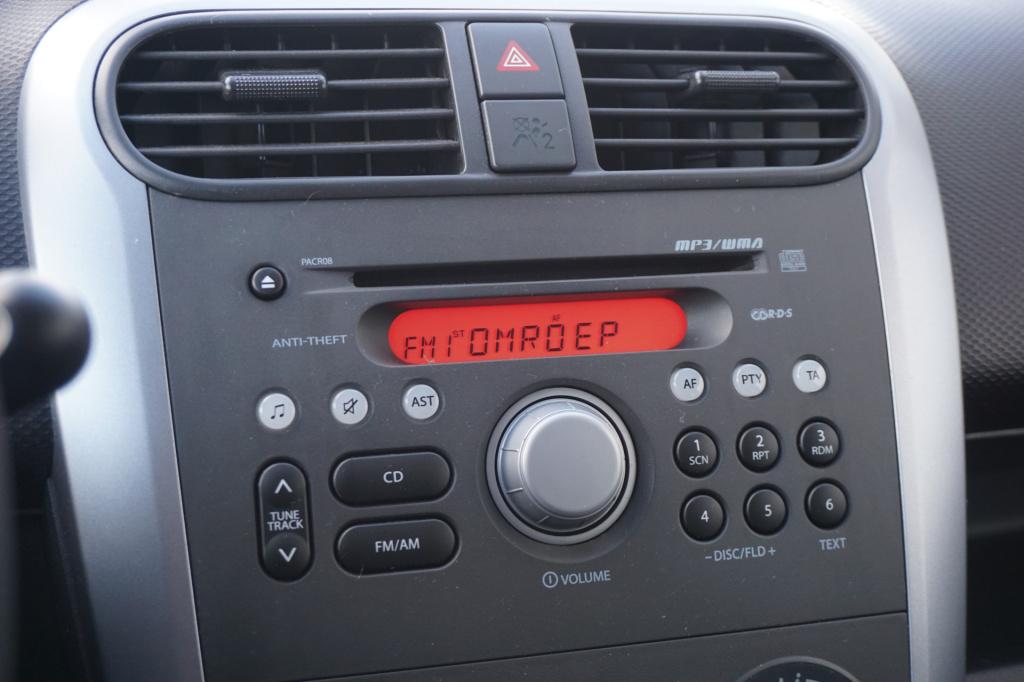 2
MP3/WMA
PACR08
ANTI-THEFT
AF
FM1 ST OMROEP
R·D·S
AST
AF
PTY
TA
1
SCN
2
RPT
3
RDM
CD
TUNE
TRACK
4
5
6
FM/AM
– DISC/FLD +
TEXT
VOLUME